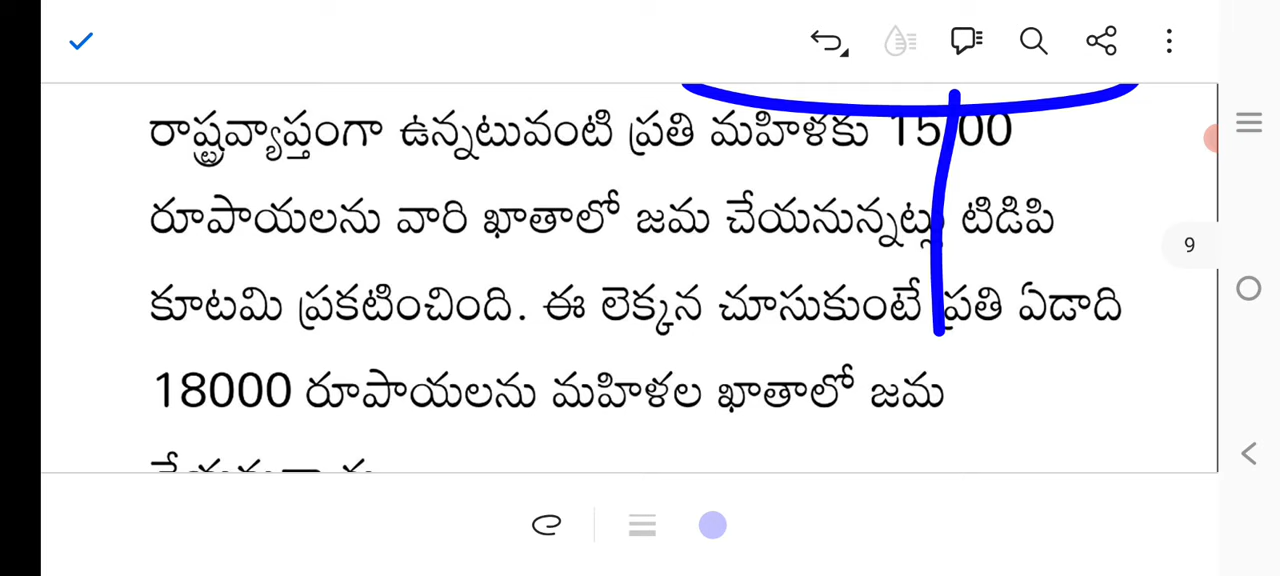 రాష్ట్రవ్యాప్తంగా ఉన్నటువంటి ప్రతి మహిళకు 1500
రూపాయలను వారి ఖాతాలో జమ చేయనున్నట్లు టిడిపి
కూటమి ప్రకటించింది. ఈ లెక్కన చూసుకుంటే ప్రతి ఏడాది
9
18000 రూపాయలను మహిళల ఖాతాలో జమ